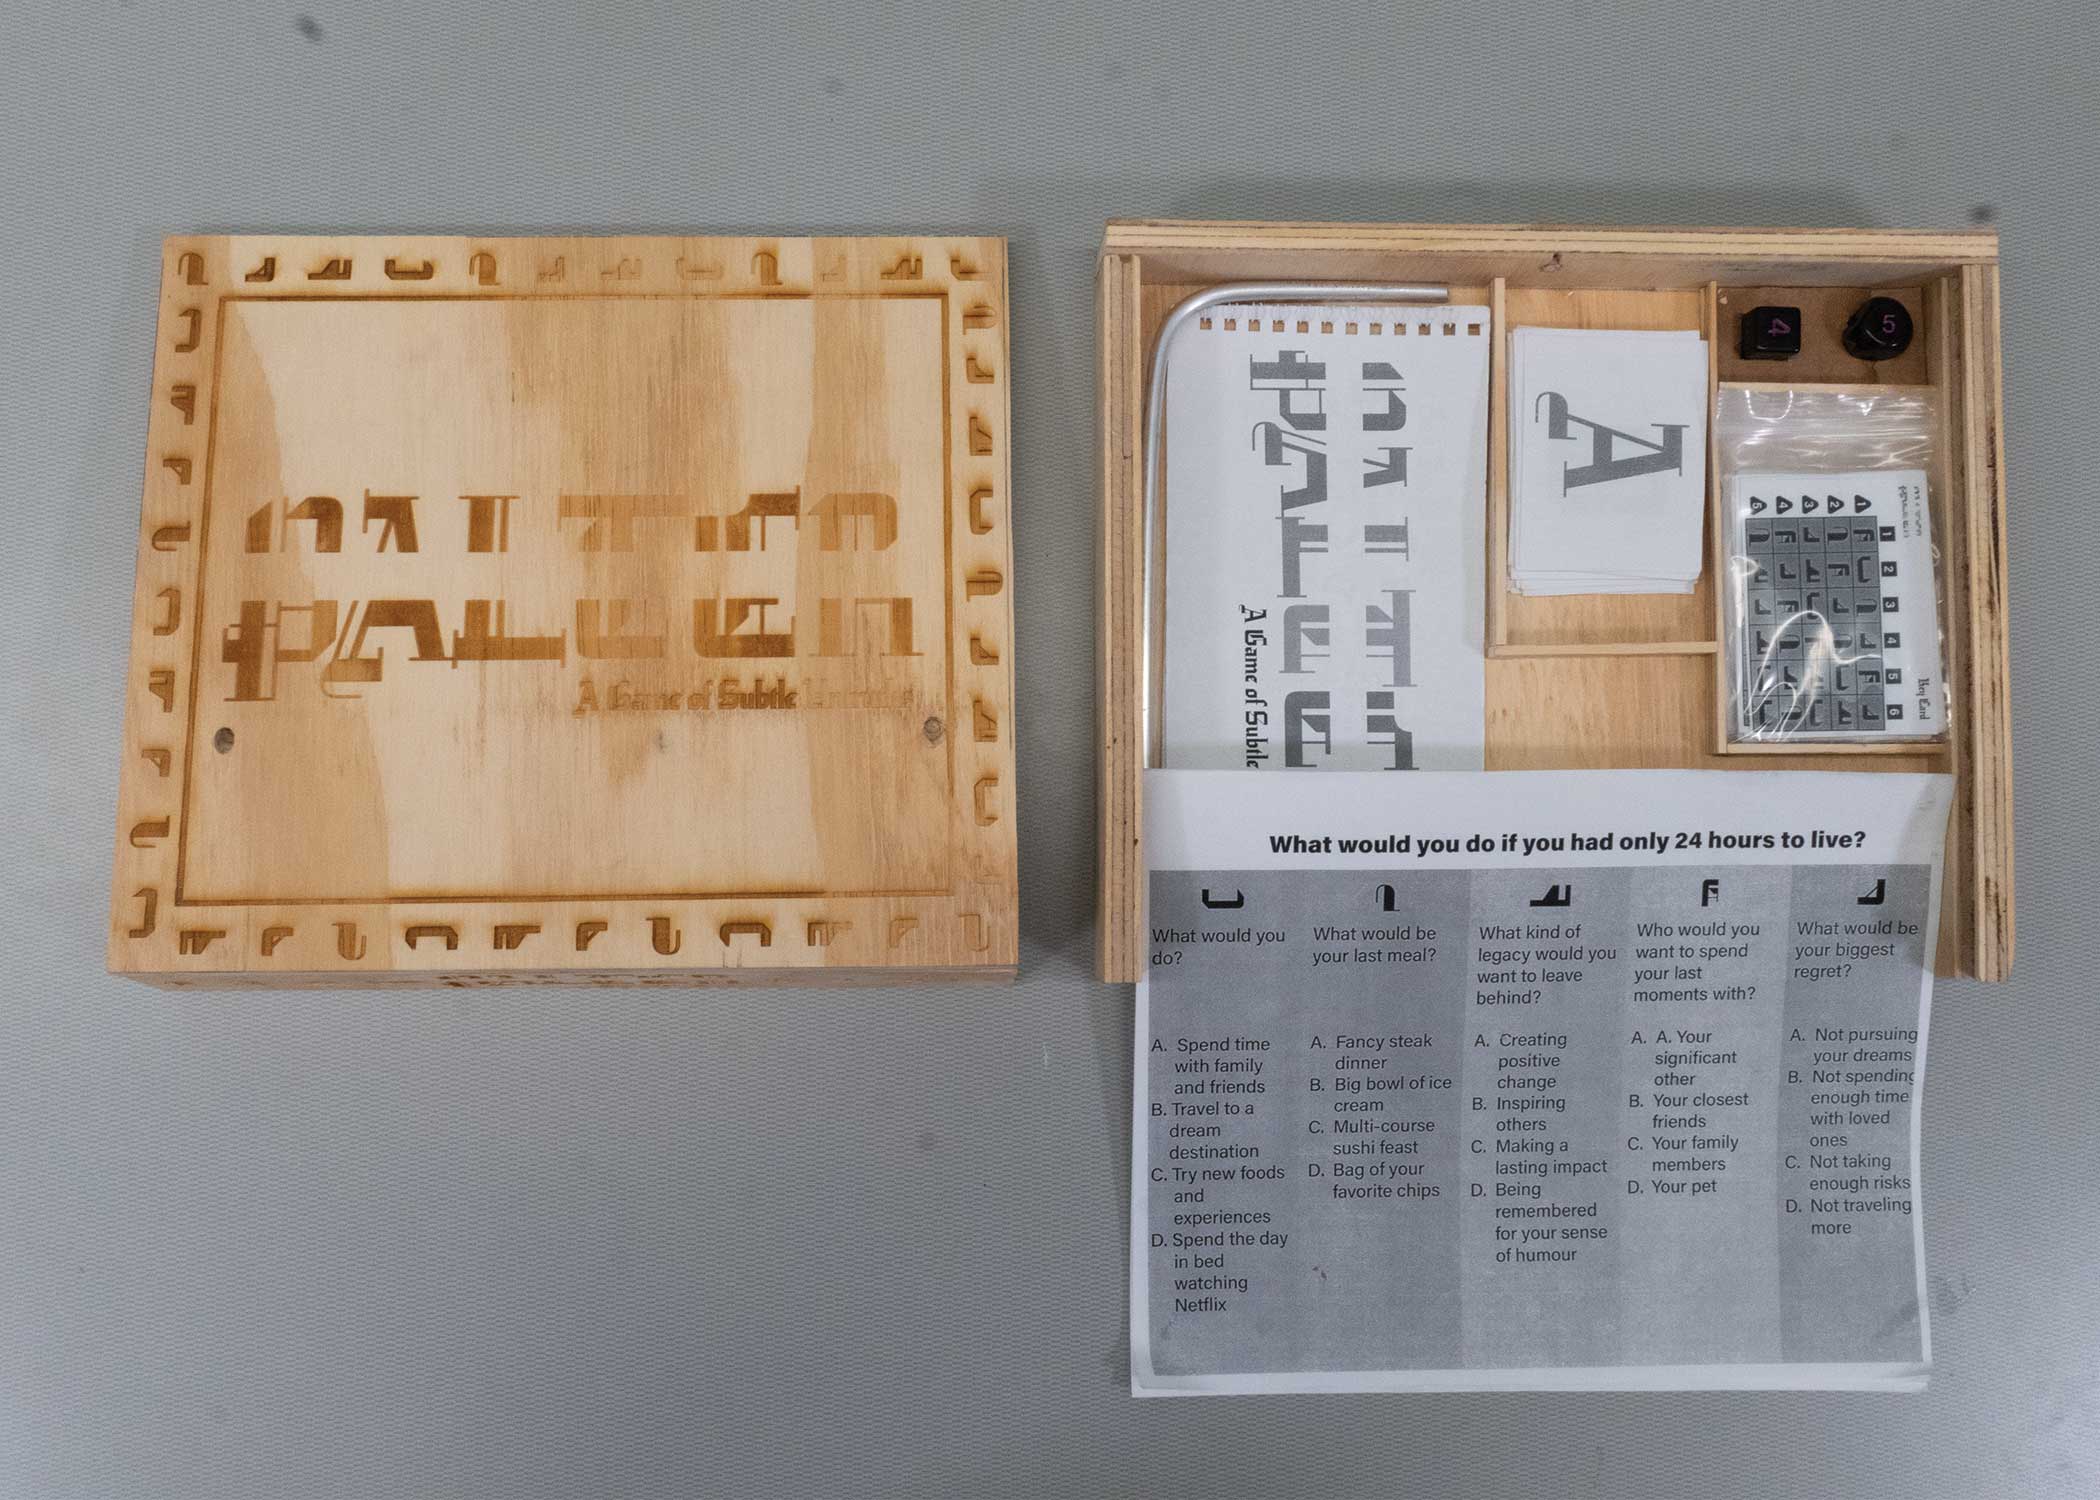 A Game of Subtle
A Game of Subtle
A
4
5
Key Card
1 2 3 4 5 6
1
2
3
4
5
What would you do if you had only 24 hours to live?
What would you
do?
A. Spend time
with family
and friends
B. Travel to a
dream
destination
C. Try new foods
and
experiences
D. Spend the day
in bed
watching
Netflix
What would be
your last meal?
A. Fancy steak
dinner
B. Big bowl of ice
cream
C. Multi-course
sushi feast
D. Bag of your
favorite chips
What kind of
legacy would you
want to leave
behind?
A. Creating
positive
change
B. Inspiring
others
C. Making a
lasting impact
D. Being
remembered
for your sense
of humour
Who would you
want to spend
your last
moments with?
A. A. Your
significant
other
B. Your closest
friends
C. Your family
members
D. Your pet
What would be
your biggest
regret?
A. Not pursuing
your dreams
B. Not spending
enough time
with loved
ones
C. Not taking
enough risks
D. Not traveling
more